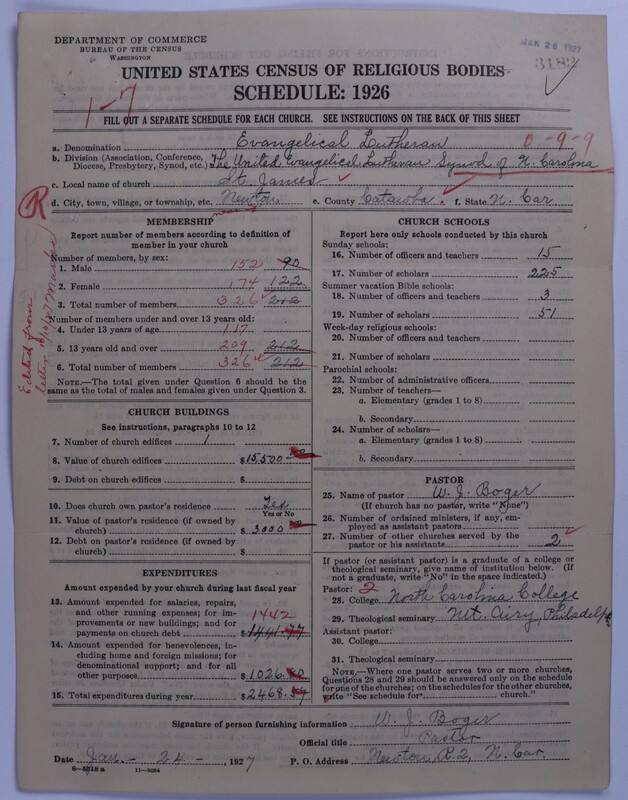 DEPARTMENT OF COMMERCE
BUREAU OF THE CENSUS
WASHINGTON
JAN 26 1927
UNITED STATES CENSUS OF RELIGIOUS BODIES
SCHEDULE: 1926
1-7
FILL OUT A SEPARATE SCHEDULE FOR EACH CHURCH. SEE INSTRUCTIONS ON THE BACK OF THIS SHEET
a. Denomination Evangelical Lutheran 0-9-9
b. Division (Association, Conference, Diocese, Presbytery, Synod, etc.) The United Evangelical Lutheran Synod of N. Carolina
c. Local name of church St. James
d. City, town, village, or township, etc. Newton near e. County Catawba f. State N. Car
R
Edited from letter
MEMBERSHIP
Report number of members according to definition of
member in your church
Number of members, by sex:
1. Male 152 90
2. Female 174 122
3. Total number of members 326 212
Number of members under and over 13 years old:
4. Under 13 years of age 117
5. 13 years old and over 209 212
6. Total number of members 326 212
NOTE.—The total given under Question 6 should be the
same as the total of males and females given under Question 3.
CHURCH BUILDINGS
See instructions, paragraphs 10 to 12
7. Number of church edifices 1
8. Value of church edifices $15,500
9. Debt on church edifices $
10. Does church own pastor's residence Yes
Yes or No
11. Value of pastor's residence (if owned by
church) $ 3000
12. Debt on pastor's residence (if owned by
church) $
EXPENDITURES
Amount expended by your church during last fiscal year
13. Amount expended for salaries, repairs,
and other running expenses; for im-
provements or new buildings; and for 1442
payments on church debt $1441.77
14. Amount expended for benevolences, in-
cluding home and foreign missions; for
denominational support; and for all
other purposes $1026.80
15. Total expenditures during year $2468.57
CHURCH SCHOOLS
Report here only schools conducted by this church
Sunday schools:
16. Number of officers and teachers 15
17. Number of scholars 225
Summer vacation Bible schools:
18. Number of officers and teachers 3
19. Number of scholars 51
Week-day religious schools:
20. Number of officers and teachers
21. Number of scholars
Parochial schools:
22. Number of administrative officers
23. Number of teachers—
a. Elementary (grades 1 to 8)
b. Secondary
24. Number of scholars—
a. Elementary (grades 1 to 8)
b. Secondary
PASTOR
25. Name of pastor W. J. Boger
(If church has no pastor, write "None")
26. Number of ordained ministers, if any, em-
ployed as assistant pastors
27. Number of other churches served by the
pastor or his assistants 2
If pastor (or assistant pastor) is a graduate of a college or
theological seminary, give name of institution below. (If
not a graduate, write "No" in the space indicated.)
Pastor: 2
28. College North Carolina College
29. Theological seminary Mt. Airy, Philadelphia
Assistant pastor:
30. College
31. Theological seminary
NOTE.—Where one pastor serves two or more churches,
Questions 28 and 29 should be answered only on the schedule
for one of the churches; on the schedules for the other churches,
write "See schedule for church."
Signature of person furnishing information W. J. Boger
Official title Pastor
Date Jan. - 24 - , 1927 P. O. Address Newton, R.2, N. Car.
11—9034